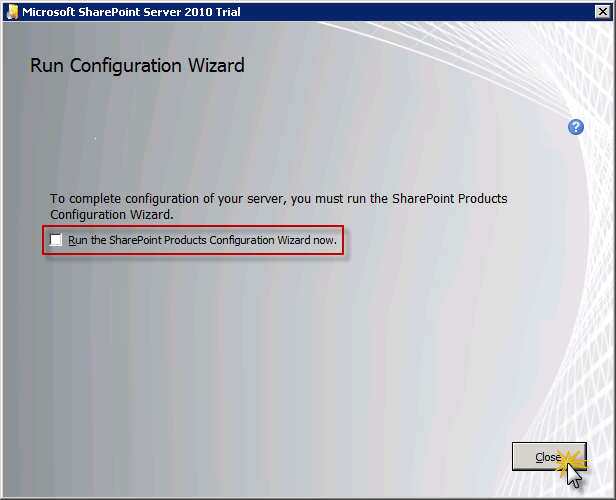 Microsoft SharePoint Server 2010 Trial
Run Configuration Wizard
?
To complete configuration of your server, you must run the SharePoint Products
Configuration Wizard.
Run the SharePoint Products Configuration Wizard now.
Close